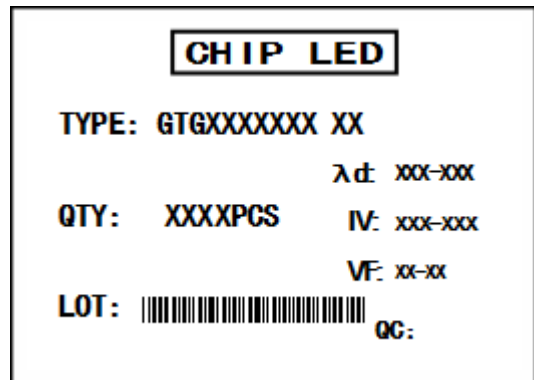 CHIP LED
TYPE: GTGXXXXXXX XX
λd: XXX-XXX
QTY: XXXXPCS IV: XXX-XXX
VF: XX-XX
LOT:
QC: